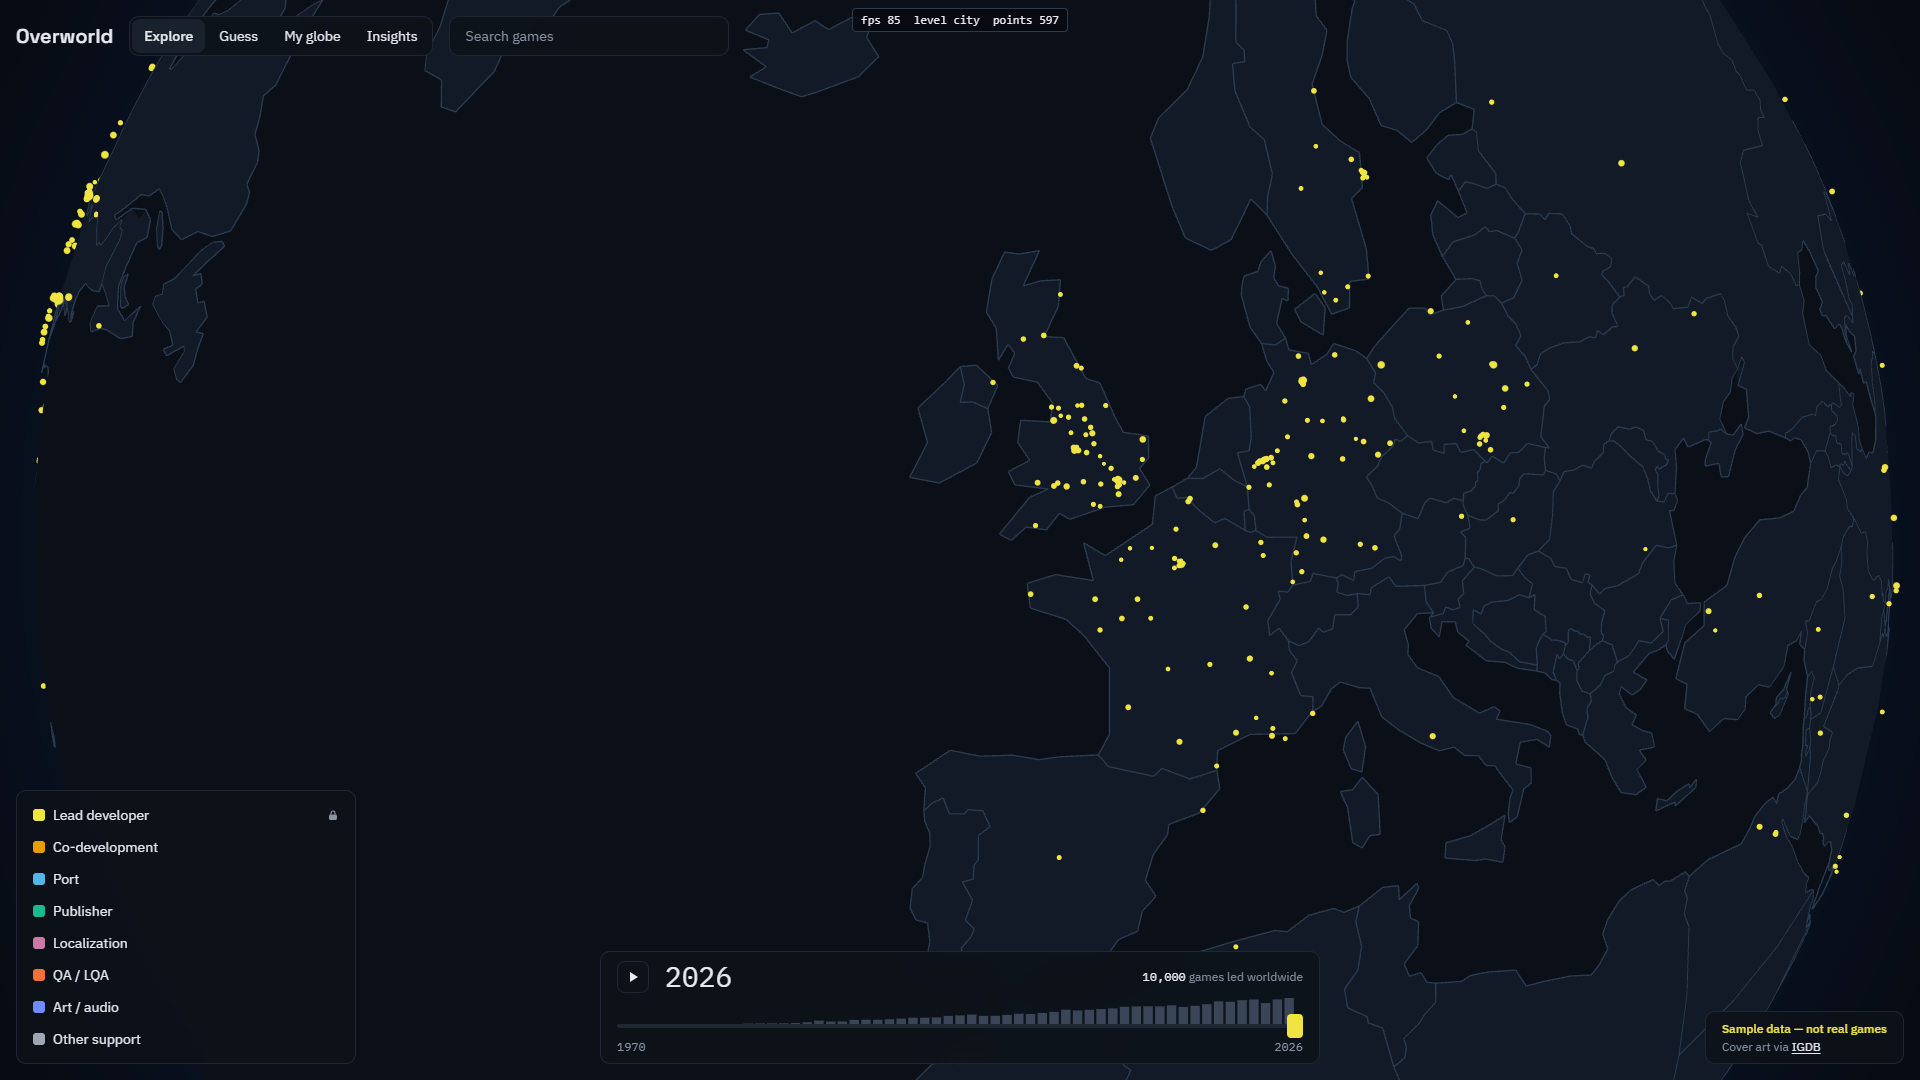 Overworld
Explore
Guess
My globe
Insights
Search games
fps 85 level city points 597
Lead developer
Co-development
Port
Publisher
Localization
QA / LQA
Art / audio
Other support
2026
10,000 games led worldwide
1970
2026
Sample data — not real games
Cover art via IGDB